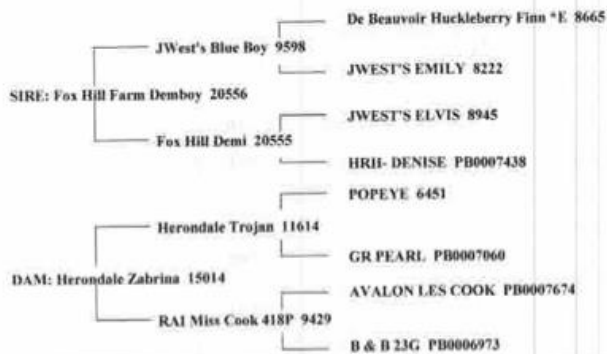 De Beauvoir Huckleberry Finn *E 8665
JWest's Blue Boy 9598
JWEST'S EMILY 8222
SIRE: Fox Hill Farm Demboy 20556
JWEST'S ELVIS 8945
Fox Hill Demi 20555
HRH- DENISE PB0007438
POPEYE 6451
Herondale Trojan 11614
GR PEARL PB0007060
DAM: Herondale Zabrina 15014
AVALON LES COOK PB0007674
RAI Miss Cook 418P 9429
B & B 23G PB0006973